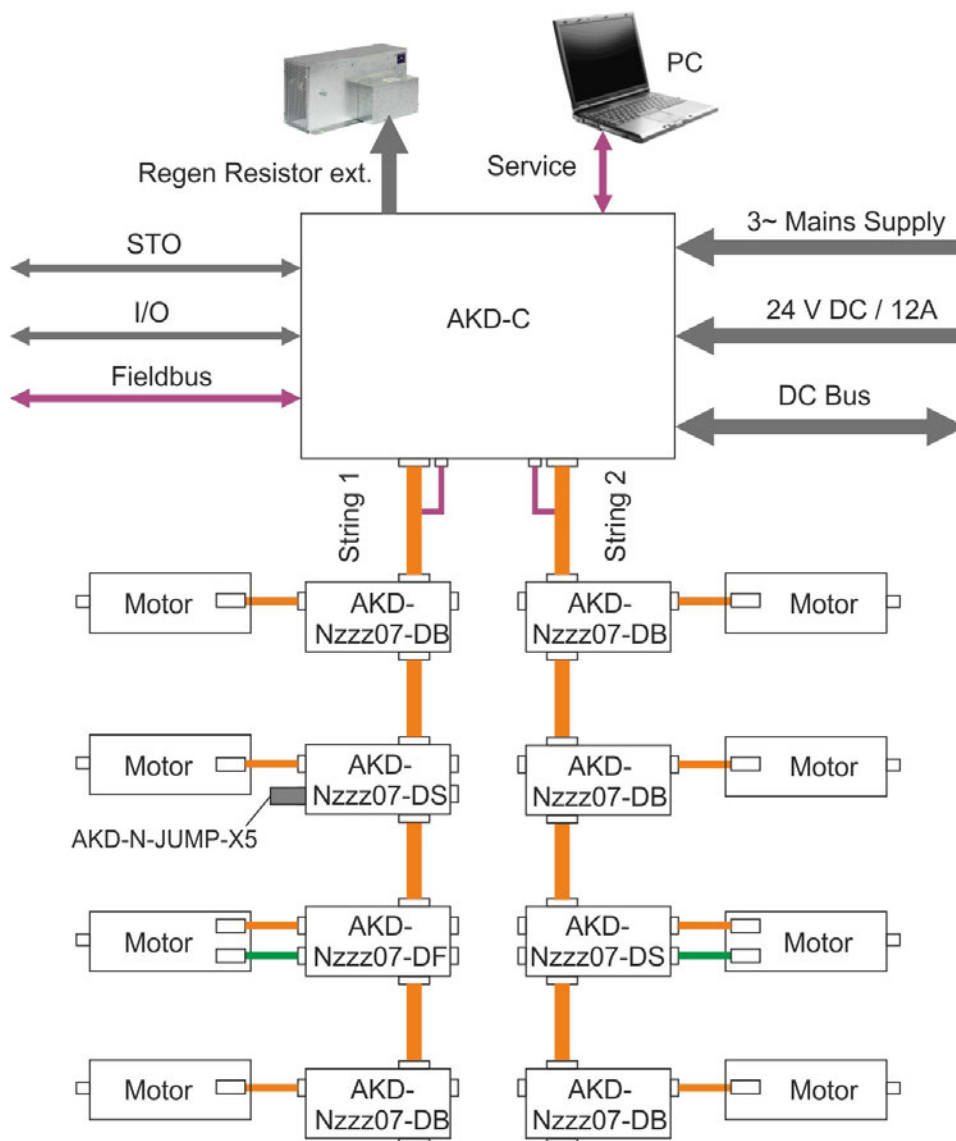 PC
Regen Resistor ext.
Service
3~ Mains Supply
STO
24 V DC / 12A
I/O
AKD-C
Fieldbus
DC Bus
String 1
String 2
Motor
AKD-
Nzzz07-DB
AKD-
Nzzz07-DB
Motor
Motor
AKD-
Nzzz07-DS
AKD-
Nzzz07-DB
Motor
AKD-N-JUMP-X5
Motor
AKD-
Nzzz07-DF
AKD-
Nzzz07-DS
Motor
Motor
AKD-
Nzzz07-DB
AKD-
Nzzz07-DB
Motor